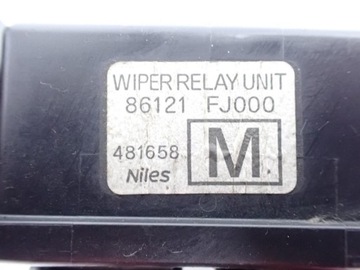 WIPER RELAY UNIT
86121 FJ000
481658 M.
Niles